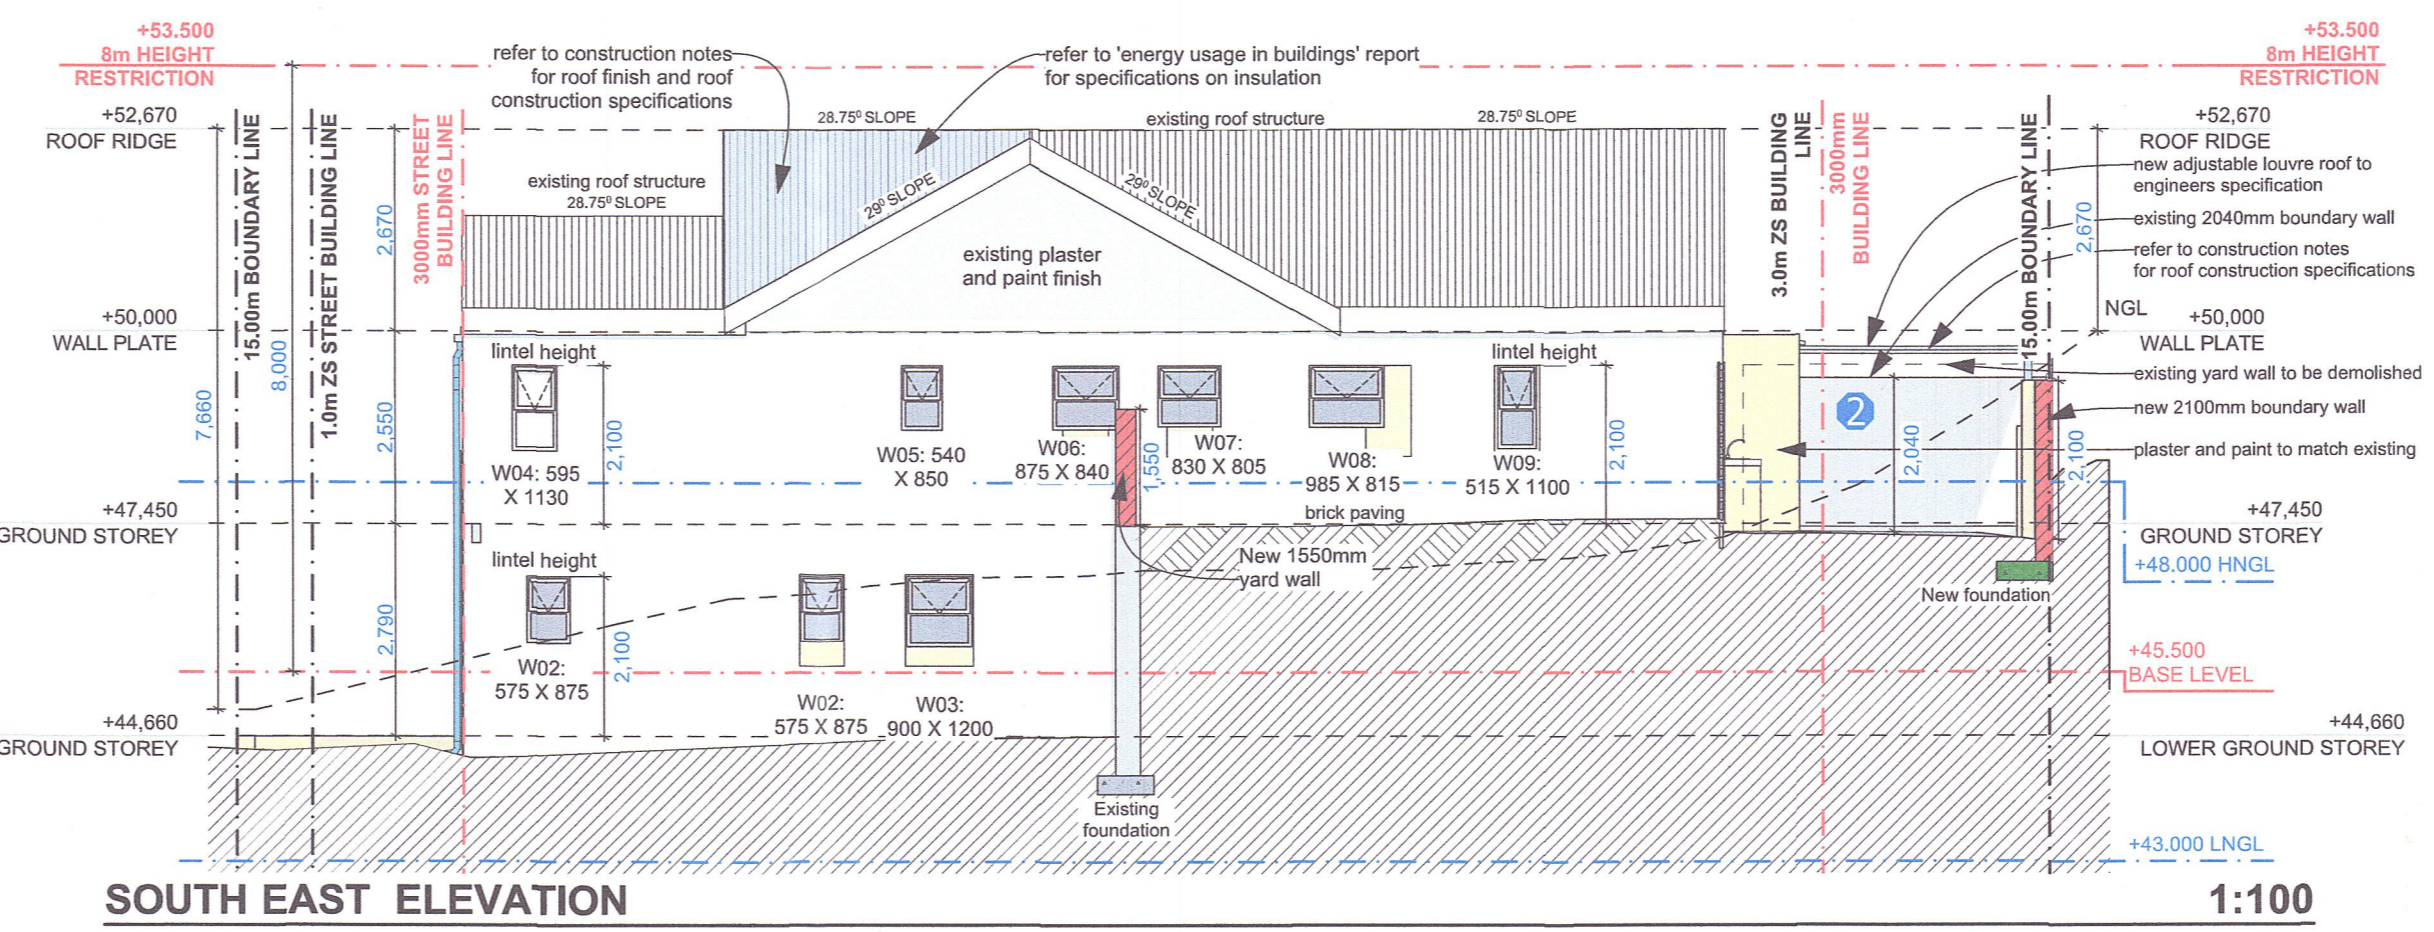 +53.500
8m HEIGHT
RESTRICTION
+52,670
ROOF RIDGE
+50,000
WALL PLATE
+47,450
GROUND STOREY
+44,660
GROUND STOREY
7,660
15.00m BOUNDARY LINE
8,000
1.0m ZS STREET BUILDING LINE
2,670
2,550
2,790
3000mm STREET
BUILDING LINE
refer to construction notes
for roof finish and roof
construction specifications
refer to 'energy usage in buildings' report
for specifications on insulation
28.75⁰ SLOPE
existing roof structure
28.75⁰ SLOPE
existing roof structure
28.75⁰ SLOPE
29⁰ SLOPE
29⁰ SLOPE
existing plaster
and paint finish
lintel height
W04: 595
X 1130
2,100
W05: 540
X 850
W06:
875 X 840
1,550
W07:
830 X 805
W08:
985 X 815
lintel height
W09:
515 X 1100
2,100
brick paving
New 1550mm
yard wall
lintel height
W02:
575 X 875
2,100
W02:
575 X 875
W03:
900 X 1200
Existing
foundation
3.0m ZS BUILDING
LINE
3000mm
BUILDING LINE
15.00m BOUNDARY LINE
2
2,040
2,100
2,670
New foundation
+53.500
8m HEIGHT
RESTRICTION
+52,670
ROOF RIDGE
new adjustable louvre roof to
engineers specification
existing 2040mm boundary wall
refer to construction notes
for roof construction specifications
NGL
+50,000
WALL PLATE
existing yard wall to be demolished
new 2100mm boundary wall
plaster and paint to match existing
+47,450
GROUND STOREY
+48.000 HNGL
+45.500
BASE LEVEL
+44,660
LOWER GROUND STOREY
+43.000 LNGL
SOUTH EAST ELEVATION
1:100